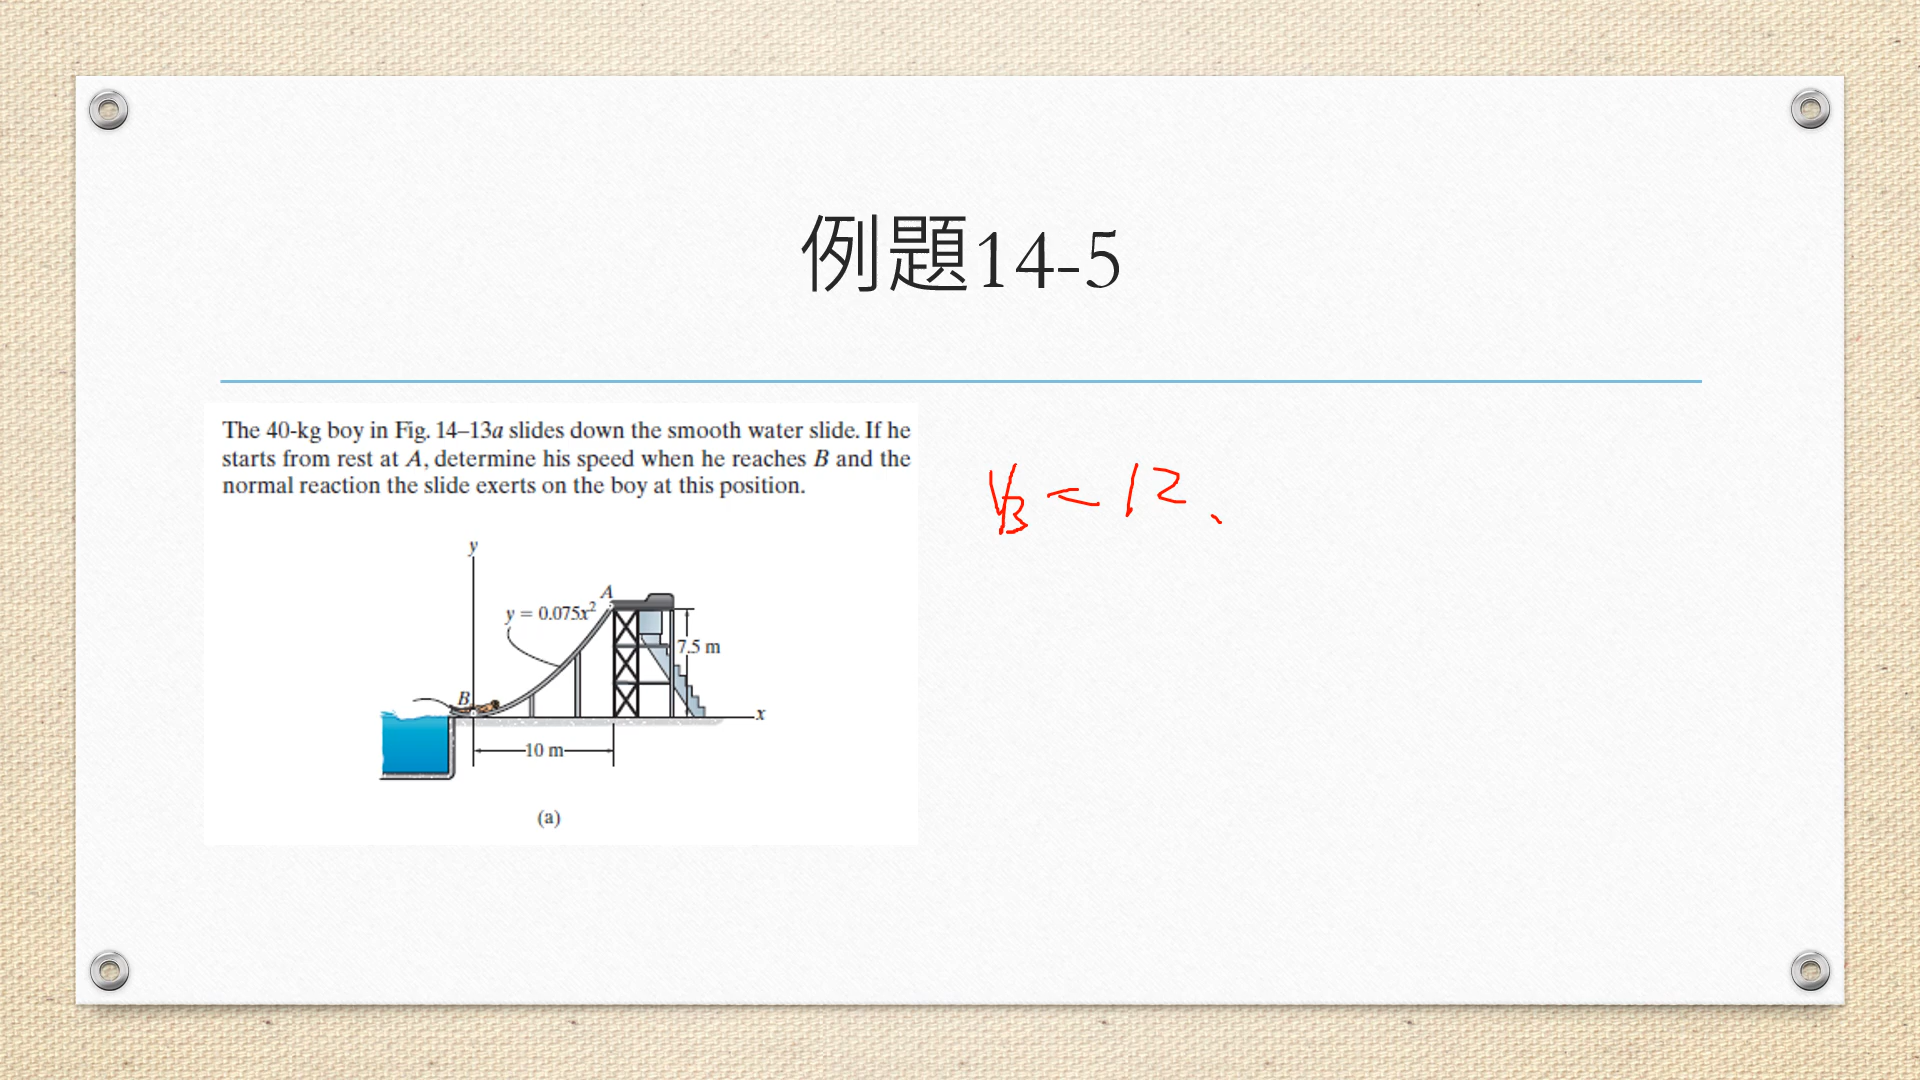 例題14-5
The 40-kg boy in Fig. 14–13a slides down the smooth water slide. If he
starts from rest at A, determine his speed when he reaches B and the
normal reaction the slide exerts on the boy at this position.
V_B = 12.
y
A
y = 0.075x²
7.5 m
B
x
10 m
(a)